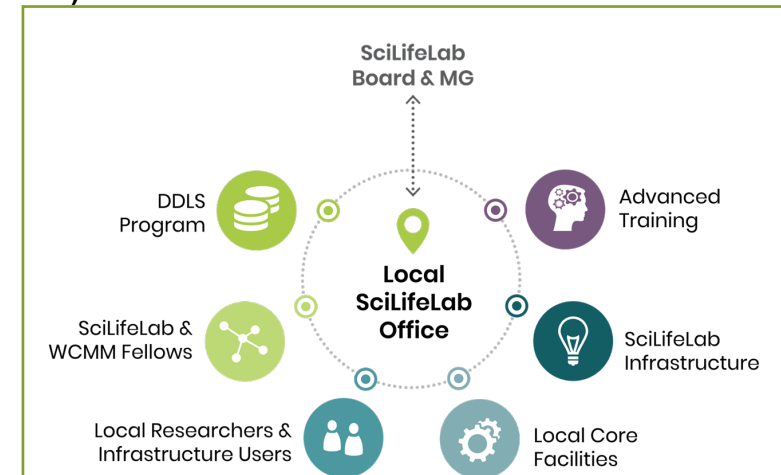 SciLifeLab
Board & MG
DDLS
Program
Advanced
Training
Local
SciLifeLab
Office
SciLifeLab &
WCMM Fellows
SciLifeLab
Infrastructure
Local Researchers &
Infrastructure Users
Local Core
Facilities